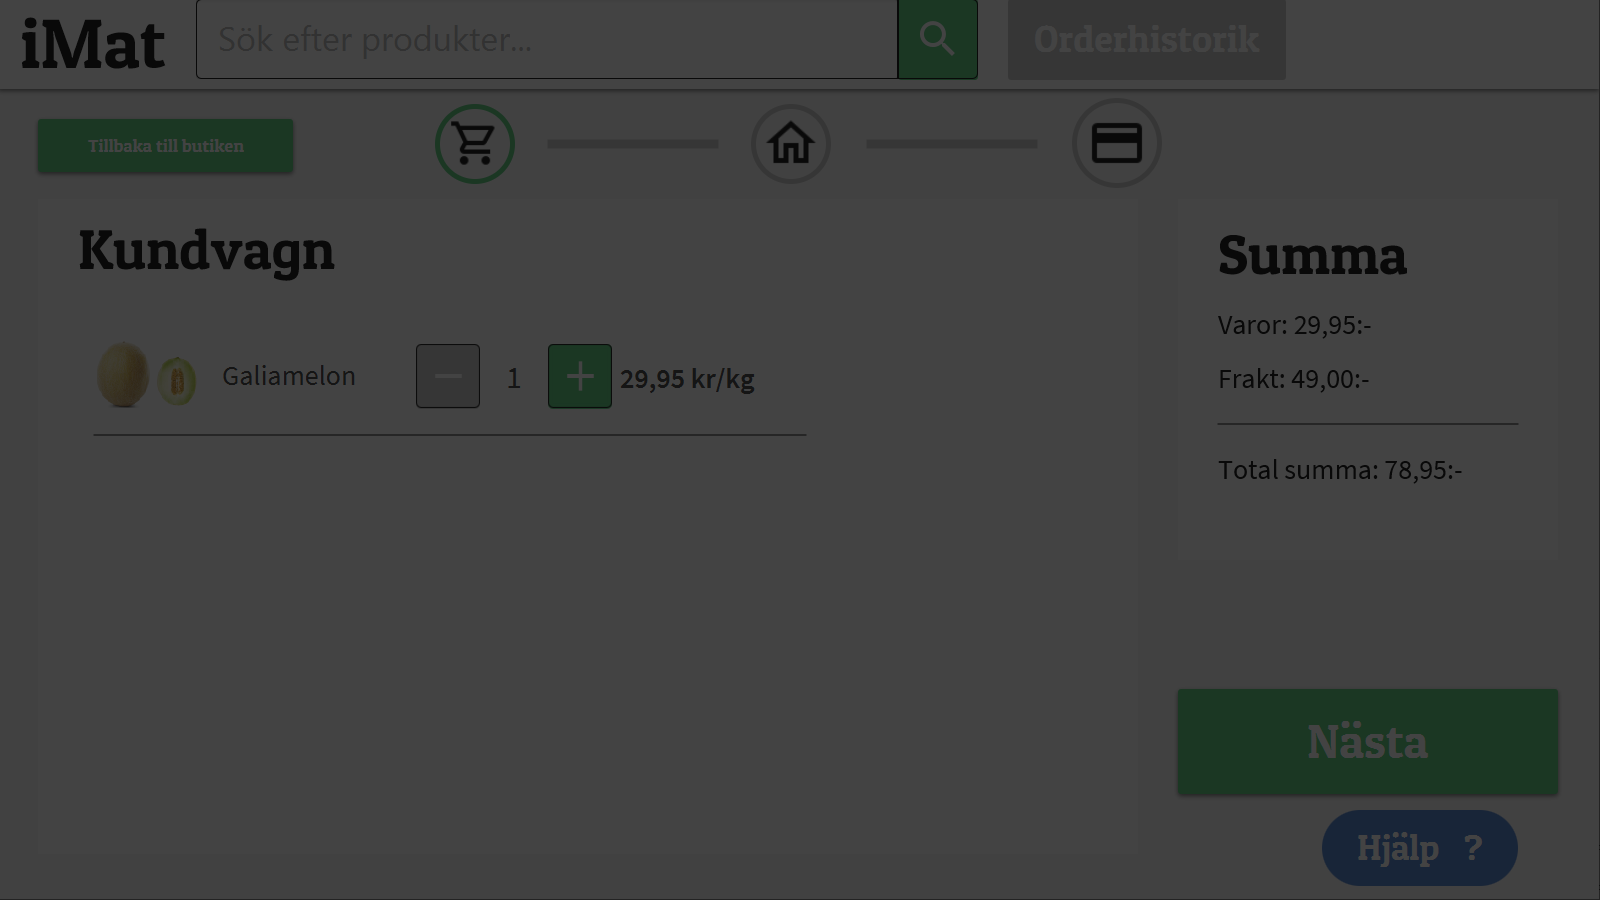 iMat
Sök efter produkter...
Orderhistorik
Tillbaka till butiken
Kundvagn
Galiamelon
1
29,95 kr/kg
Summa
Varor: 29,95:-
Frakt: 49,00:-
Total summa: 78,95:-
Nästa
Hjälp ?